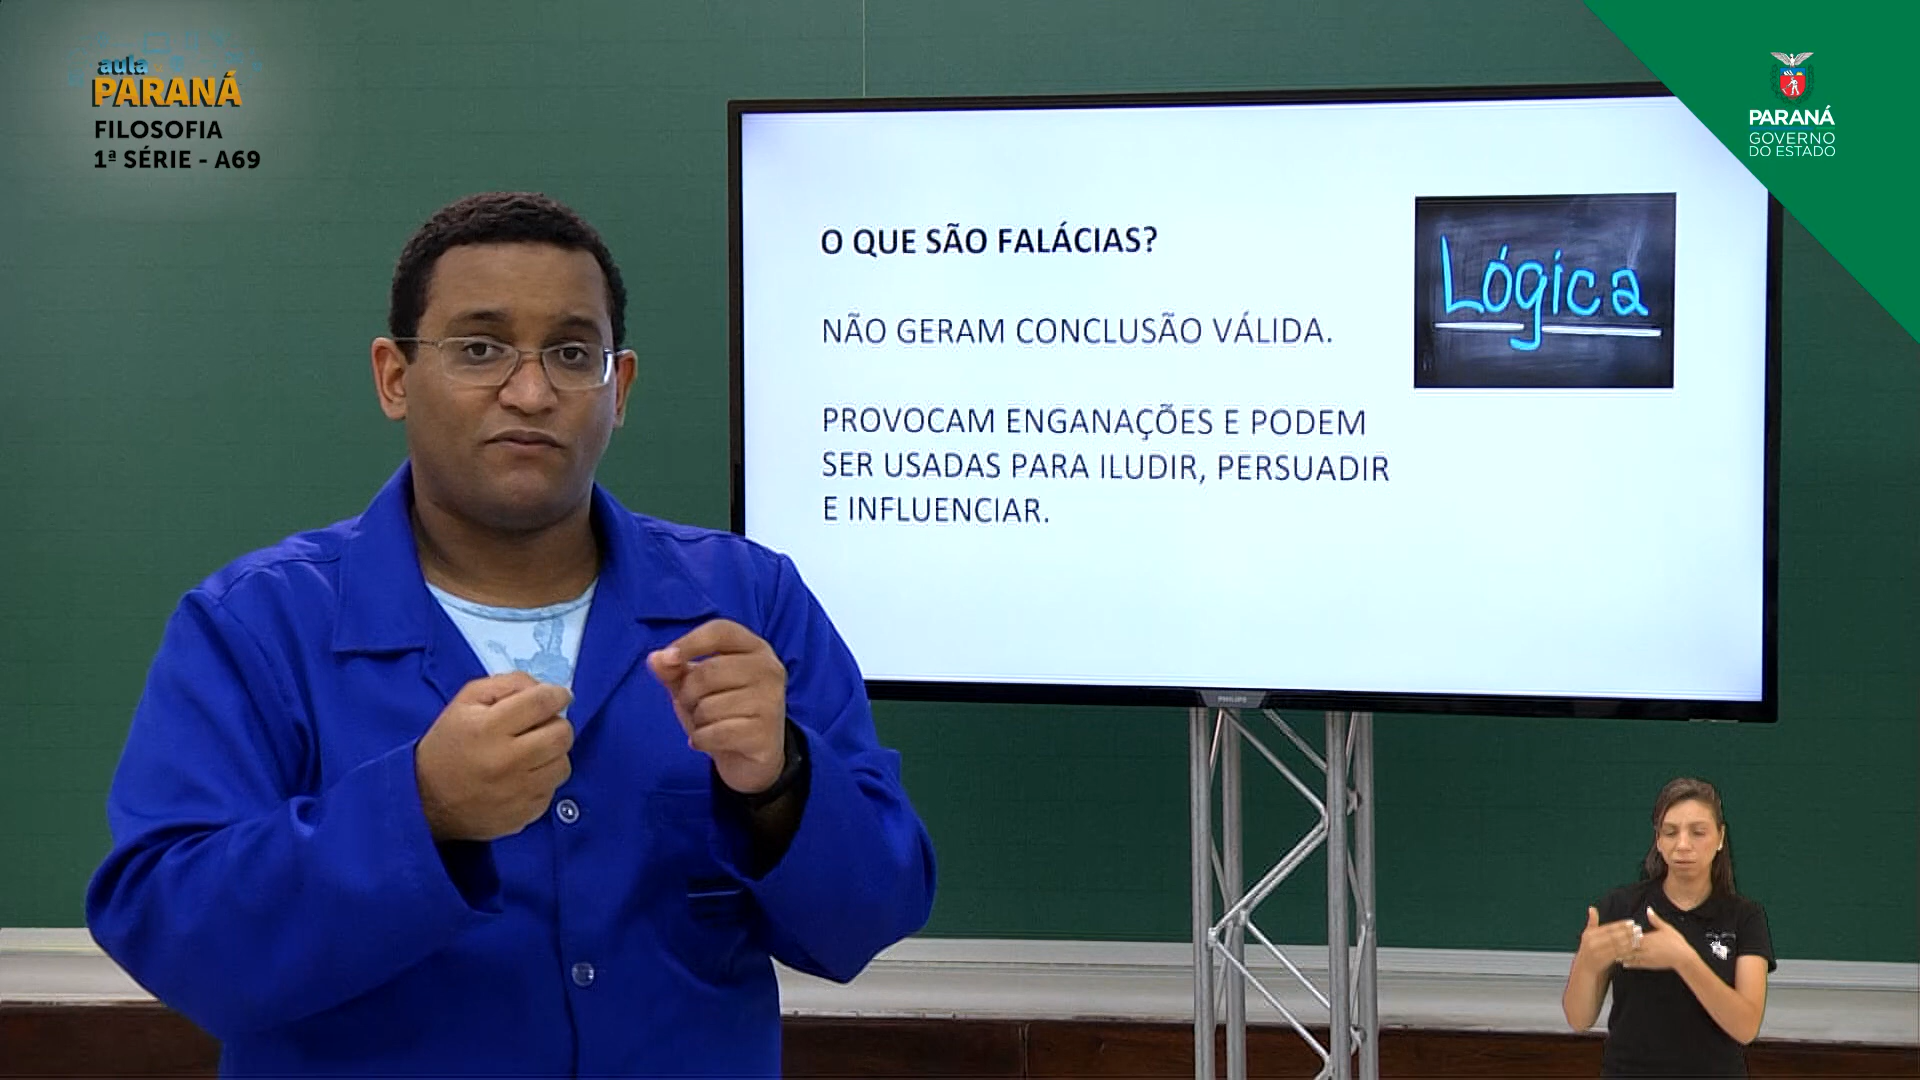 aula
PARANÁ
FILOSOFIA
1ª SÉRIE - A69
PARANÁ
GOVERNO
DO ESTADO
O QUE SÃO FALÁCIAS?
Lógica
NÃO GERAM CONCLUSÃO VÁLIDA.
PROVOCAM ENGANAÇÕES E PODEM
SER USADAS PARA ILUDIR, PERSUADIR
E INFLUENCIAR.
PHILIPS